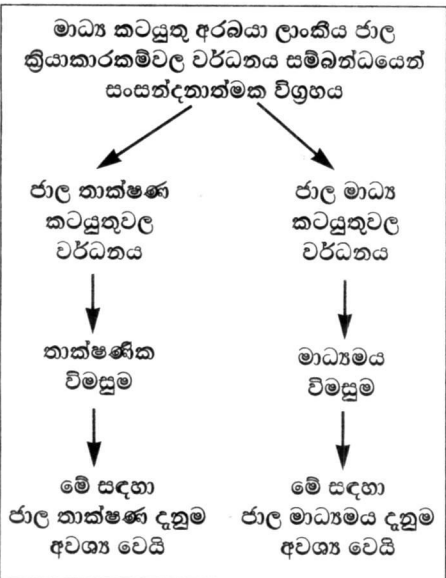 මාධ්‍ය කටයුතු අරබයා ලාංකීය ජාල
ක්‍රියාකාරකම්වල වර්ධනය සම්බන්ධයෙන්
සංසන්දනාත්මක විග්‍රහය
ජාල තාක්ෂණ
කටයුතුවල
වර්ධනය
තාක්ෂණික
විමසුම
මේ සඳහා
ජාල තාක්ෂණ දැනුම
අවශ්‍ය වෙයි
ජාල මාධ්‍ය
කටයුතුවල
වර්ධනය
මාධ්‍යමය
විමසුම
මේ සඳහා
ජාල මාධ්‍යමය දැනුම
අවශ්‍ය වෙයි